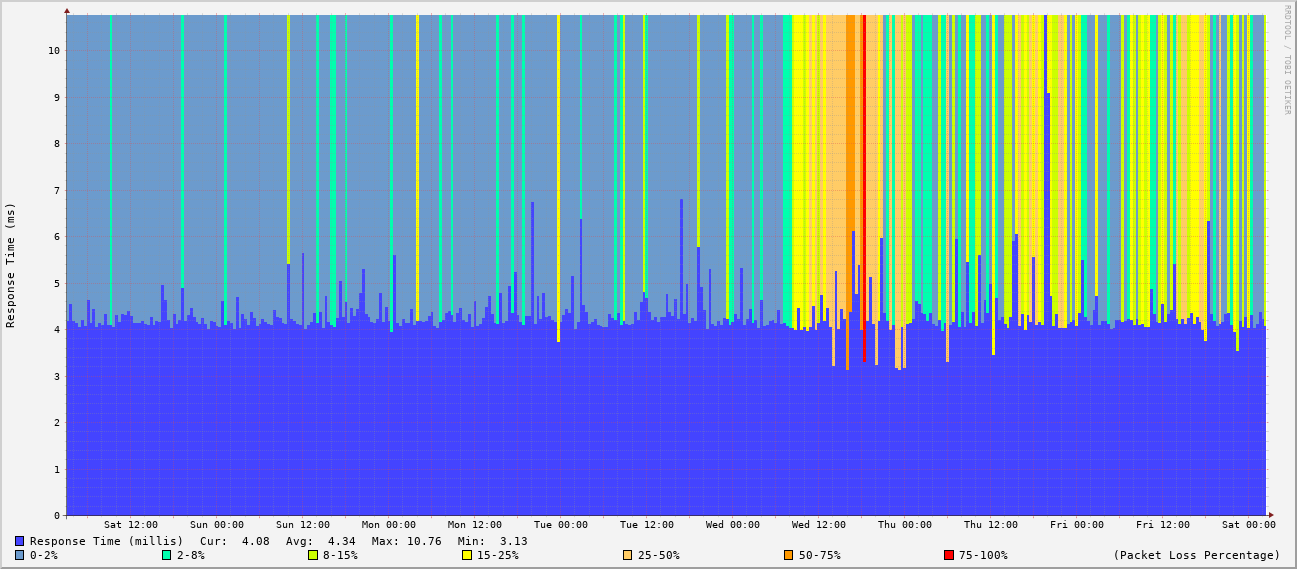 RRDTOOL / TOBI OETIKER
Response Time (ms)
10
9
8
7
6
5
4
3
2
1
0
Sat 12:00 Sun 00:00 Sun 12:00 Mon 00:00 Mon 12:00 Tue 00:00 Tue 12:00 Wed 00:00 Wed 12:00 Thu 00:00 Thu 12:00 Fri 00:00 Fri 12:00 Sat 00:00
Response Time (millis) Cur: 4.08 Avg: 4.34 Max: 10.76 Min: 3.13
0-2% 2-8% 8-15% 15-25% 25-50% 50-75% 75-100% (Packet Loss Percentage)